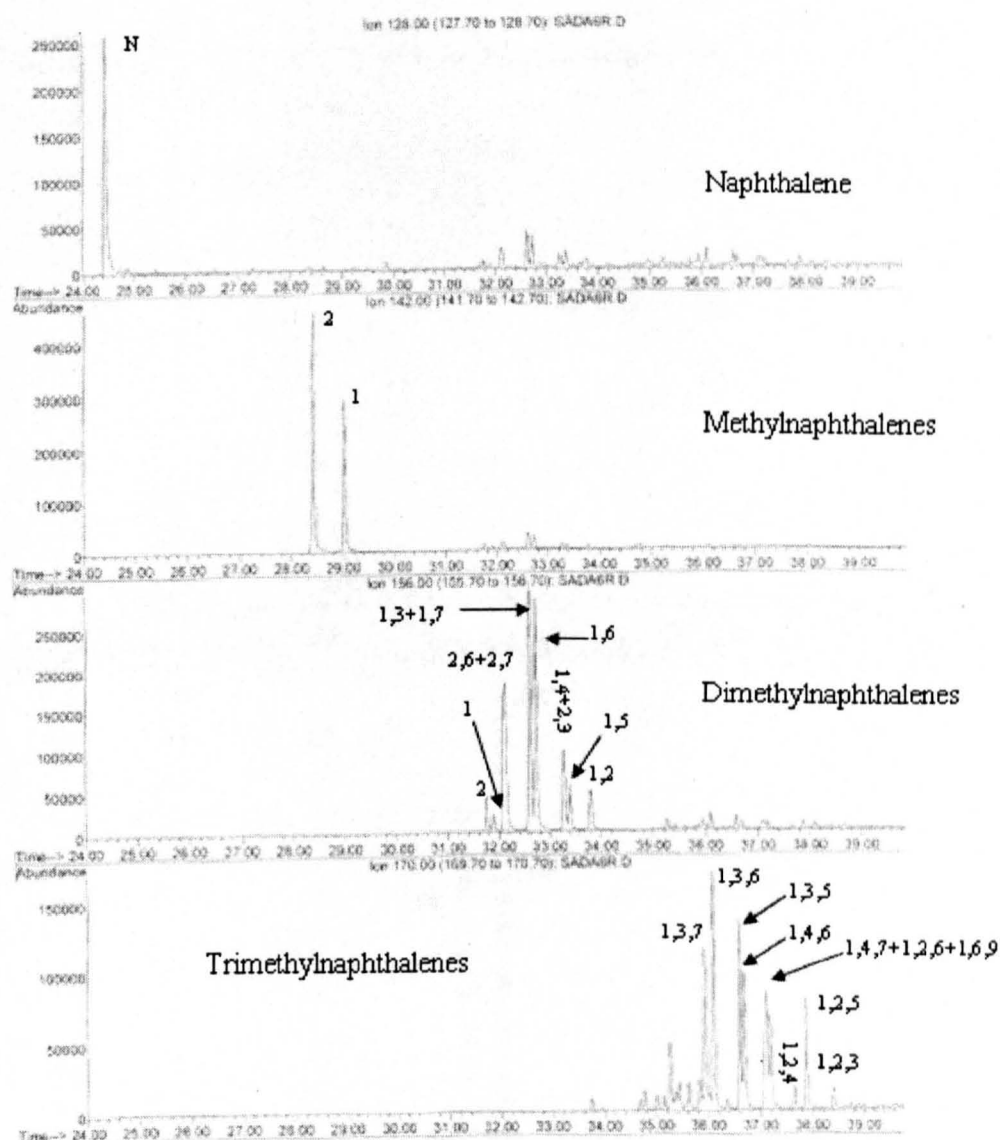 Ion 128.00 (127.70 to 128.70): SADA6R.D
250000
N
200000
150000
Naphthalene
100000
50000
0
Time--> 24.00 25.00 26.00 27.00 28.00 29.00 30.00 31.00 32.00 33.00 34.00 35.00 36.00 37.00 38.00 39.00
Abundance
Ion 142.00 (141.70 to 142.70): SADA6R.D
2
400000
1
300000
Methylnaphthalenes
200000
100000
0
Time--> 24.00 25.00 26.00 27.00 28.00 29.00 30.00 31.00 32.00 33.00 34.00 35.00 36.00 37.00 38.00 39.00
Abundance
Ion 156.00 (155.70 to 156.70): SADA6R.D
1,3+1,7
250000
1,6
2,6+2,7
200000
1,4+2,3
Dimethylnaphthalenes
1
150000
1,5
100000
2
1,2
50000
0
Time--> 24.00 25.00 26.00 27.00 28.00 29.00 30.00 31.00 32.00 33.00 34.00 35.00 36.00 37.00 38.00 39.00
Abundance
Ion 170.00 (169.70 to 170.70): SADA6R.D
1,3,6
150000
1,3,5
1,3,7
1,4,6
Trimethylnaphthalenes
1,4,7+1,2,6+1,6,9
100000
1,2,5
50000
1,2,4
1,2,3
0
Time--> 24.00 25.00 26.00 27.00 28.00 29.00 30.00 31.00 32.00 33.00 34.00 35.00 36.00 37.00 38.00 39.00